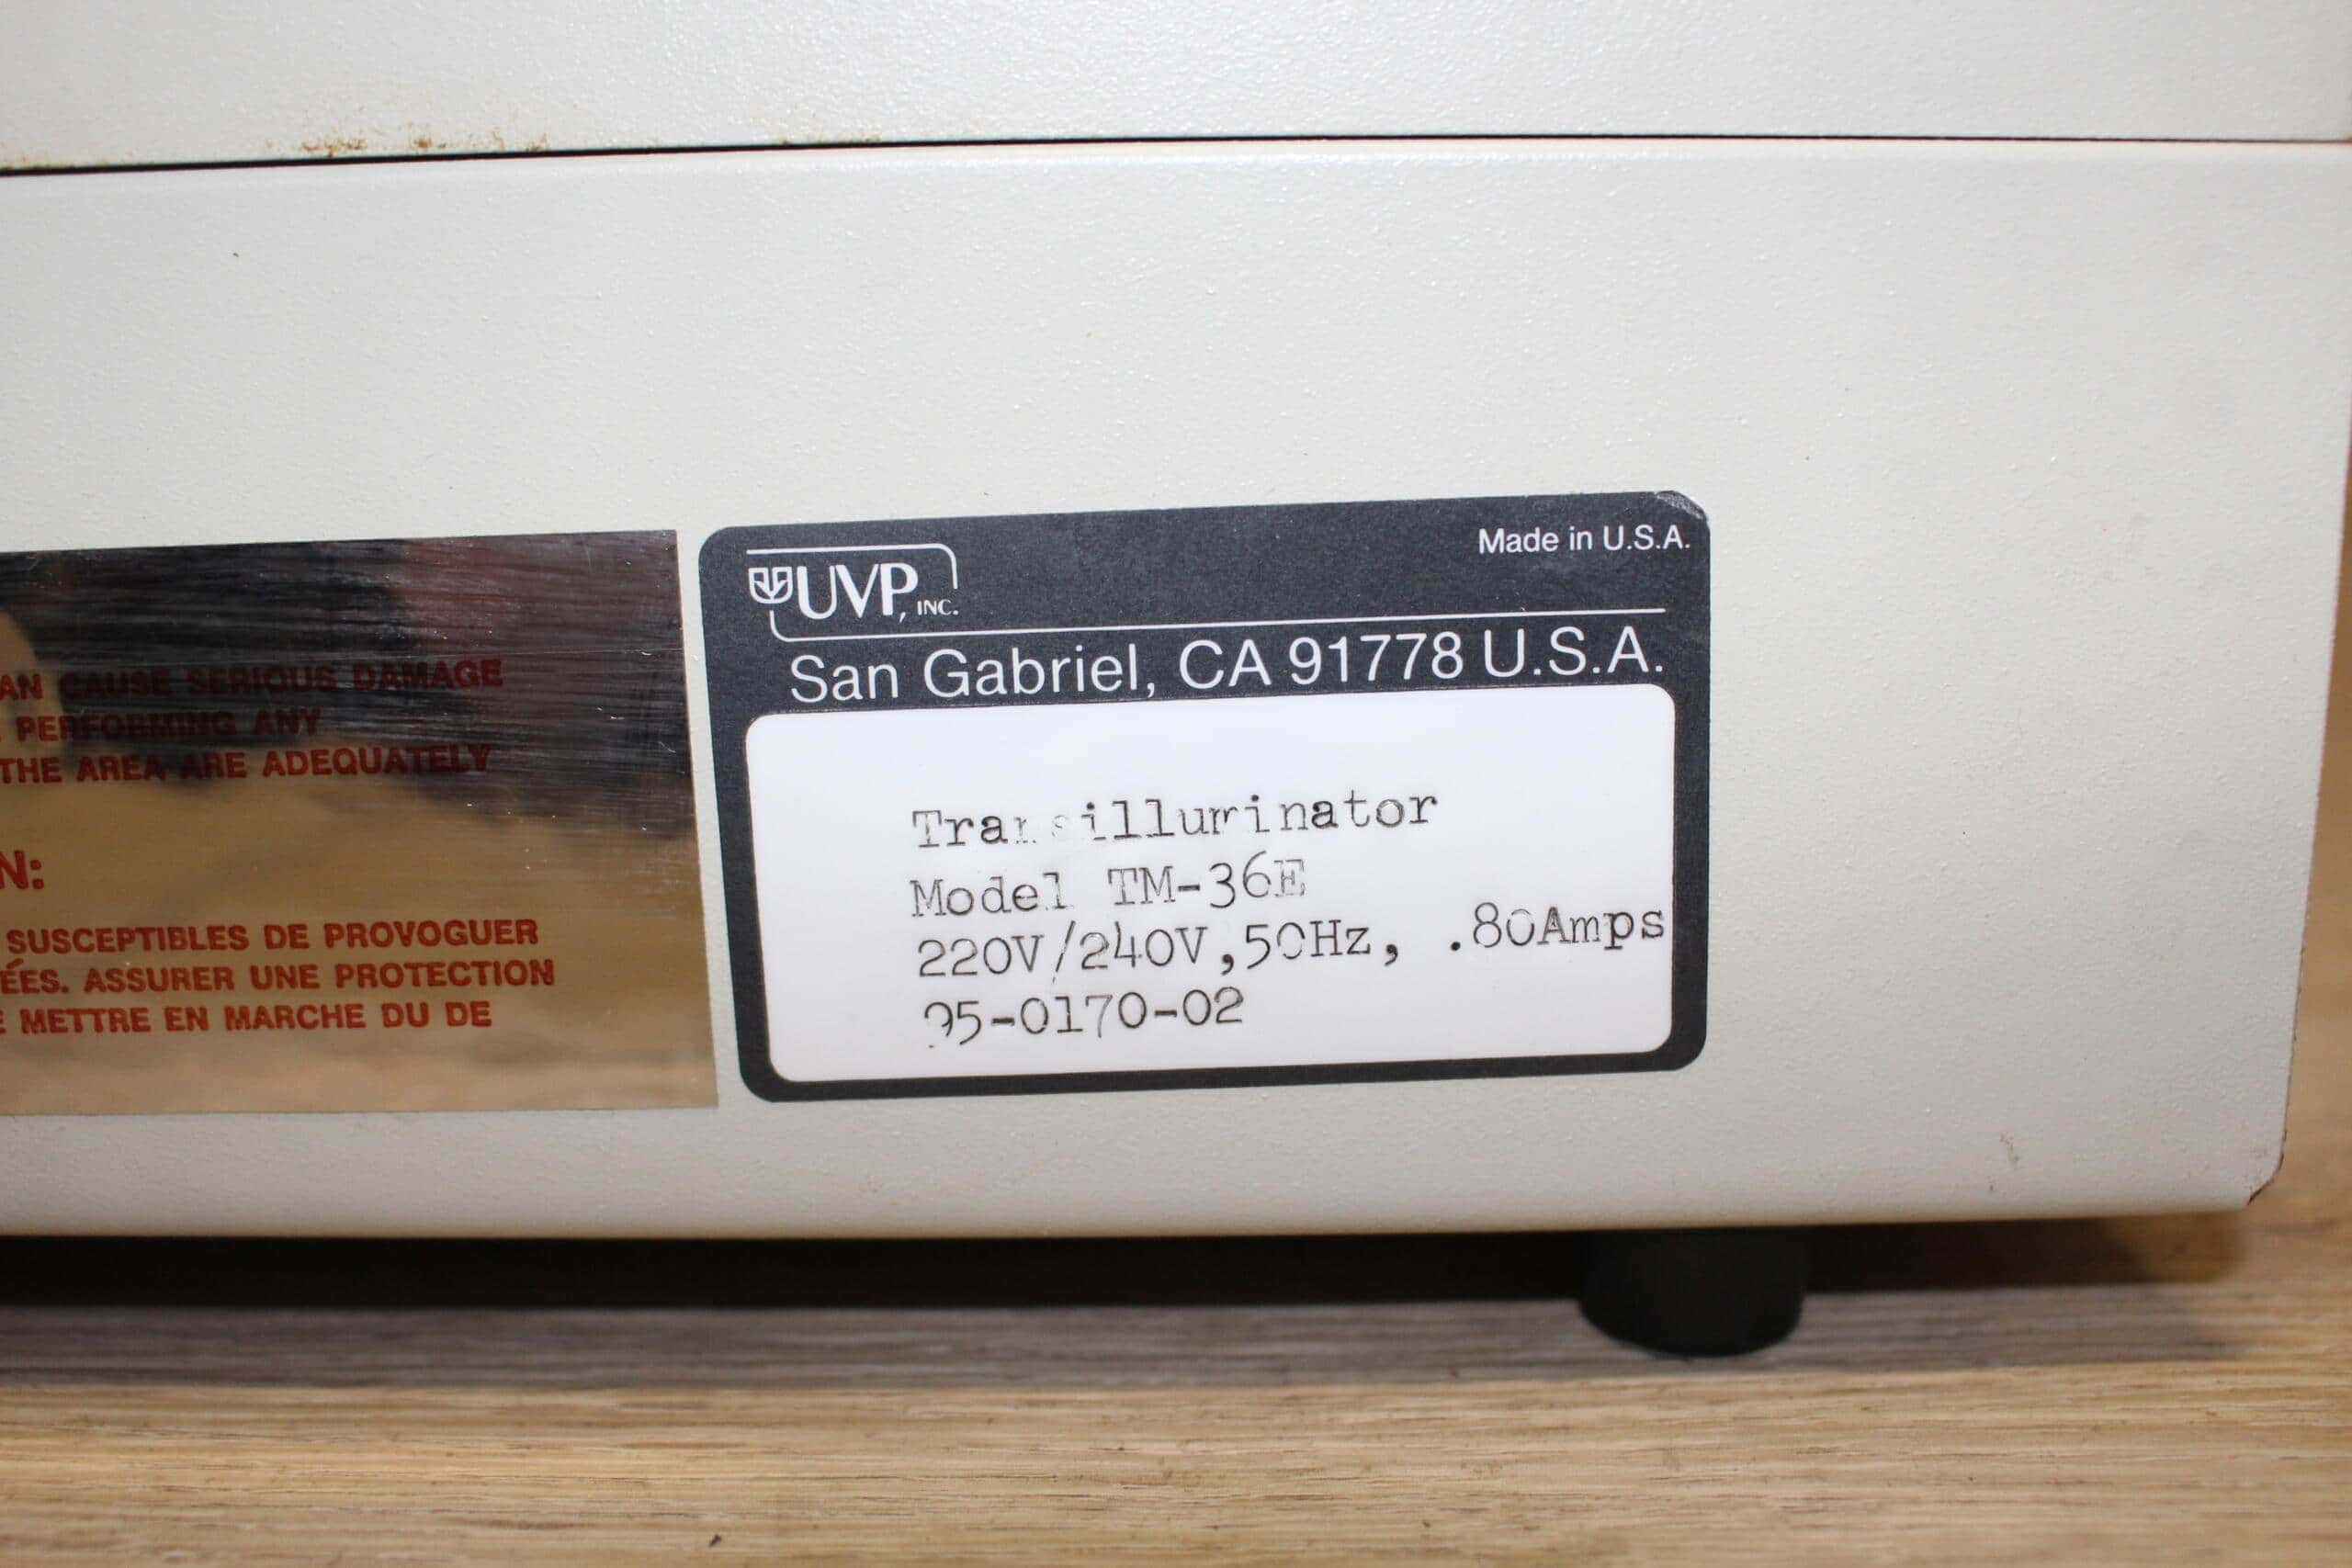 AN CAUSE SERIOUS DAMAGE
PERFORMING ANY
THE AREA ARE ADEQUATELY
N:
SUSCEPTIBLES DE PROVOGUER
ÉES. ASSURER UNE PROTECTION
E METTRE EN MARCHE DU DE
Made in U.S.A.
UVP, INC.
San Gabriel, CA 91778 U.S.A.
Transilluminator
Model TM-36E
220V/240V,50Hz, .80Amps
95-0170-02